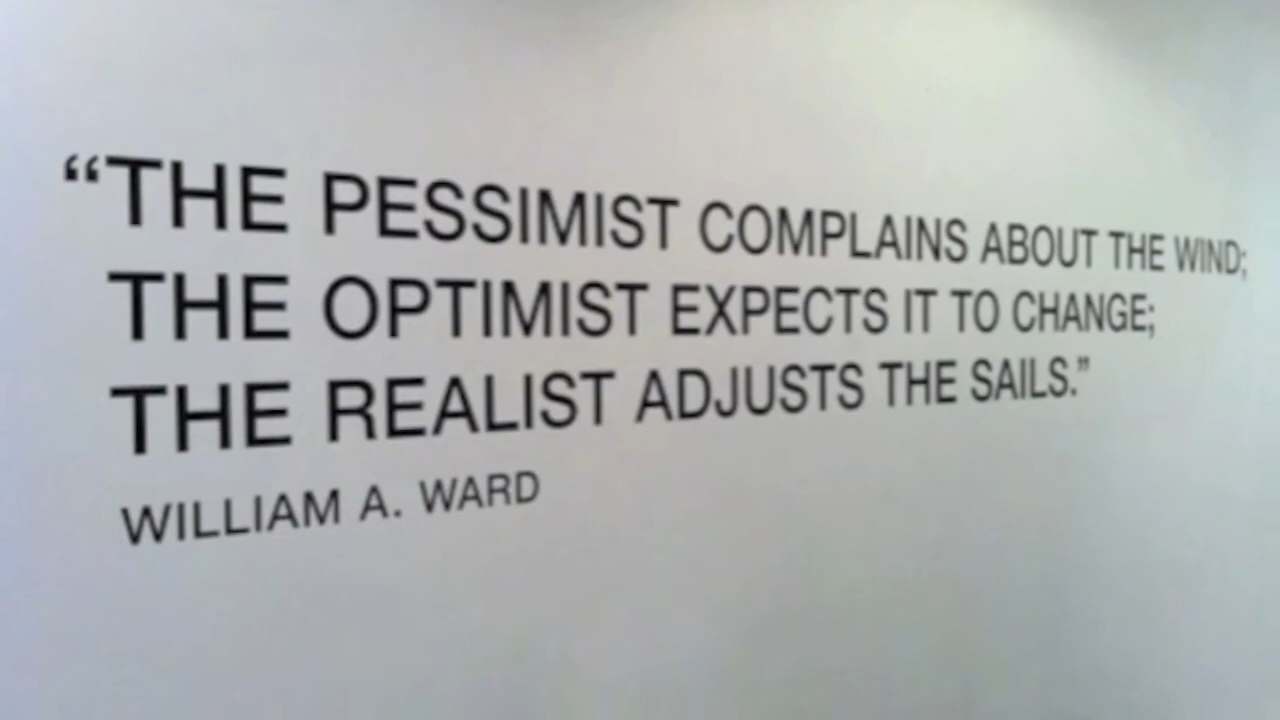 “THE PESSIMIST COMPLAINS ABOUT THE WIND;
THE OPTIMIST EXPECTS IT TO CHANGE;
THE REALIST ADJUSTS THE SAILS.”
WILLIAM A. WARD